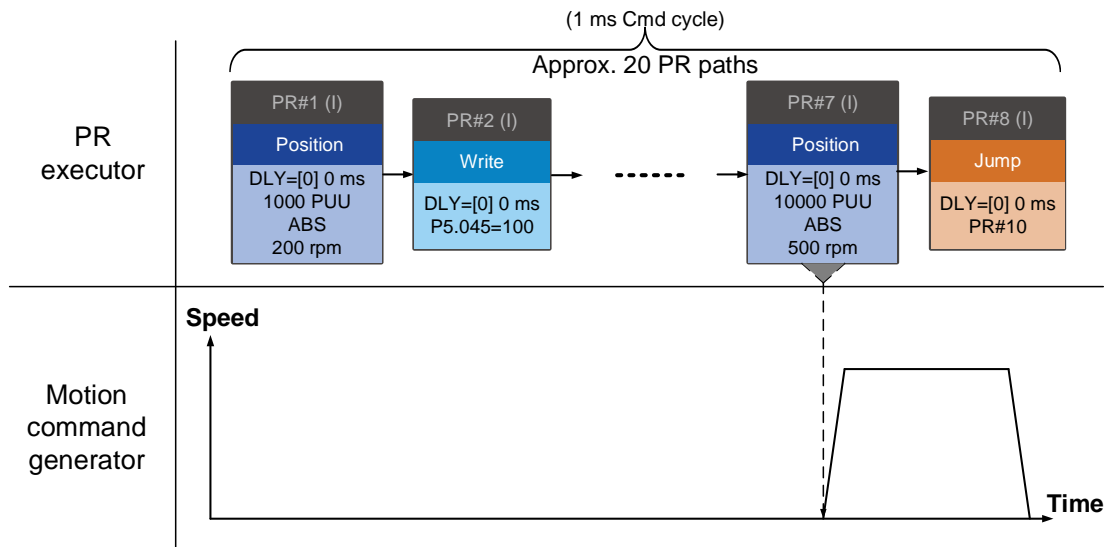 (1 ms Cmd cycle)
Approx. 20 PR paths
PR executor
PR#1 (I)
Position
DLY=[0] 0 ms
1000 PUU
ABS
200 rpm
PR#2 (I)
Write
DLY=[0] 0 ms
P5.045=100
PR#7 (I)
Position
DLY=[0] 0 ms
10000 PUU
ABS
500 rpm
PR#8 (I)
Jump
DLY=[0] 0 ms
PR#10
Motion
command
generator
Speed
Time